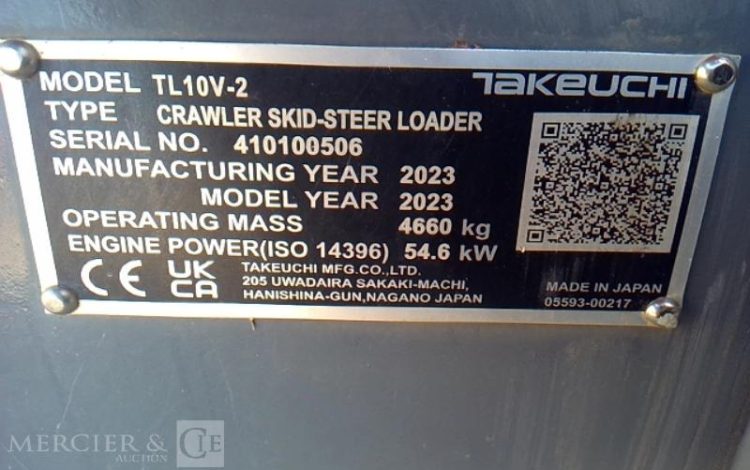 TAKEUCHI
MODEL TL10V-2
TYPE CRAWLER SKID-STEER LOADER
SERIAL NO. 410100506
MANUFACTURING YEAR 2023
MODEL YEAR 2023
OPERATING MASS 4660 kg
ENGINE POWER(ISO 14396) 54.6 kW
CE UK CA
TAKEUCHI MFG.CO.,LTD.
205 UWADAIRA SAKAKI-MACHI,
HANISHINA-GUN,NAGANO JAPAN
MADE IN JAPAN
05593-00217
MERCIER & CIE
AUCTION